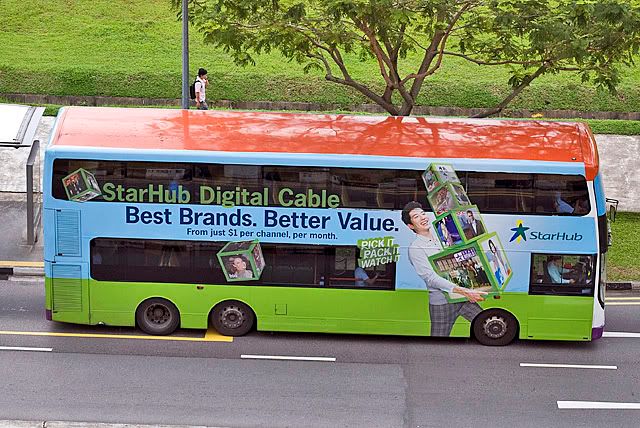 StarHub Digital Cable
Best Brands. Better Value.
From just $1 per channel, per month.
PICK IT
PACK IT
WATCH IT
StarHub